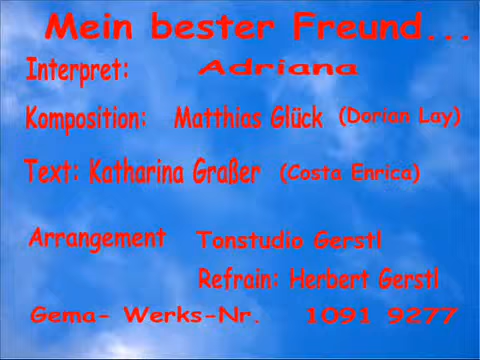 Mein bester Freund...
Interpret: Adriana
Komposition: Matthias Glück (Dorian Lay)
Text: Katharina Graßer (Costa Enrica)
Arrangement Tonstudio Gerstl
Refrain: Herbert Gerstl
Gema- Werks-Nr. 1091 9277